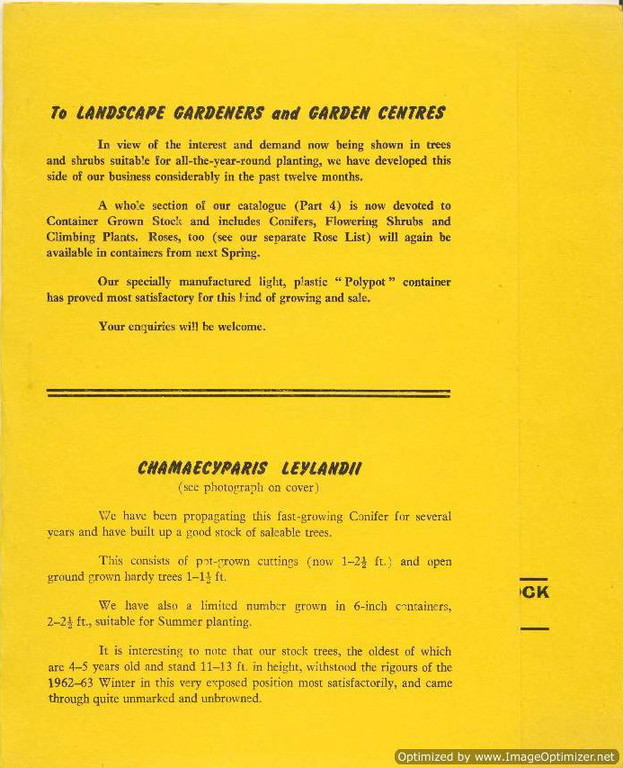 To LANDSCAPE GARDENERS and GARDEN CENTRES
In view of the interest and demand now being shown in trees
and shrubs suitable for all-the-year-round planting, we have developed this
side of our business considerably in the past twelve months.
A whole section of our catalogue (Part 4) is now devoted to
Container Grown Stock and includes Conifers, Flowering Shrubs and
Climbing Plants. Roses, too (see our separate Rose List) will again be
available in containers from next Spring.
Our specially manufactured light, plastic “Polypot” container
has proved most satisfactory for this kind of growing and sale.
Your enquiries will be welcome.
CHAMAECYPARIS LEYLANDII
(see photograph on cover)
We have been propagating this fast-growing Conifer for several
years and have built up a good stock of saleable trees.
This consists of pot-grown cuttings (now 1–2½ ft.) and open
ground grown hardy trees 1–1½ ft.
We have also a limited number grown in 6-inch containers,
2–2½ ft., suitable for Summer planting.
It is interesting to note that our stock trees, the oldest of which
are 4–5 years old and stand 11–13 ft. in height, withstood the rigours of the
1962–63 Winter in this very exposed position most satisfactorily, and came
through quite unmarked and unbrowned.
OCK
Optimized by www.ImageOptimizer.net